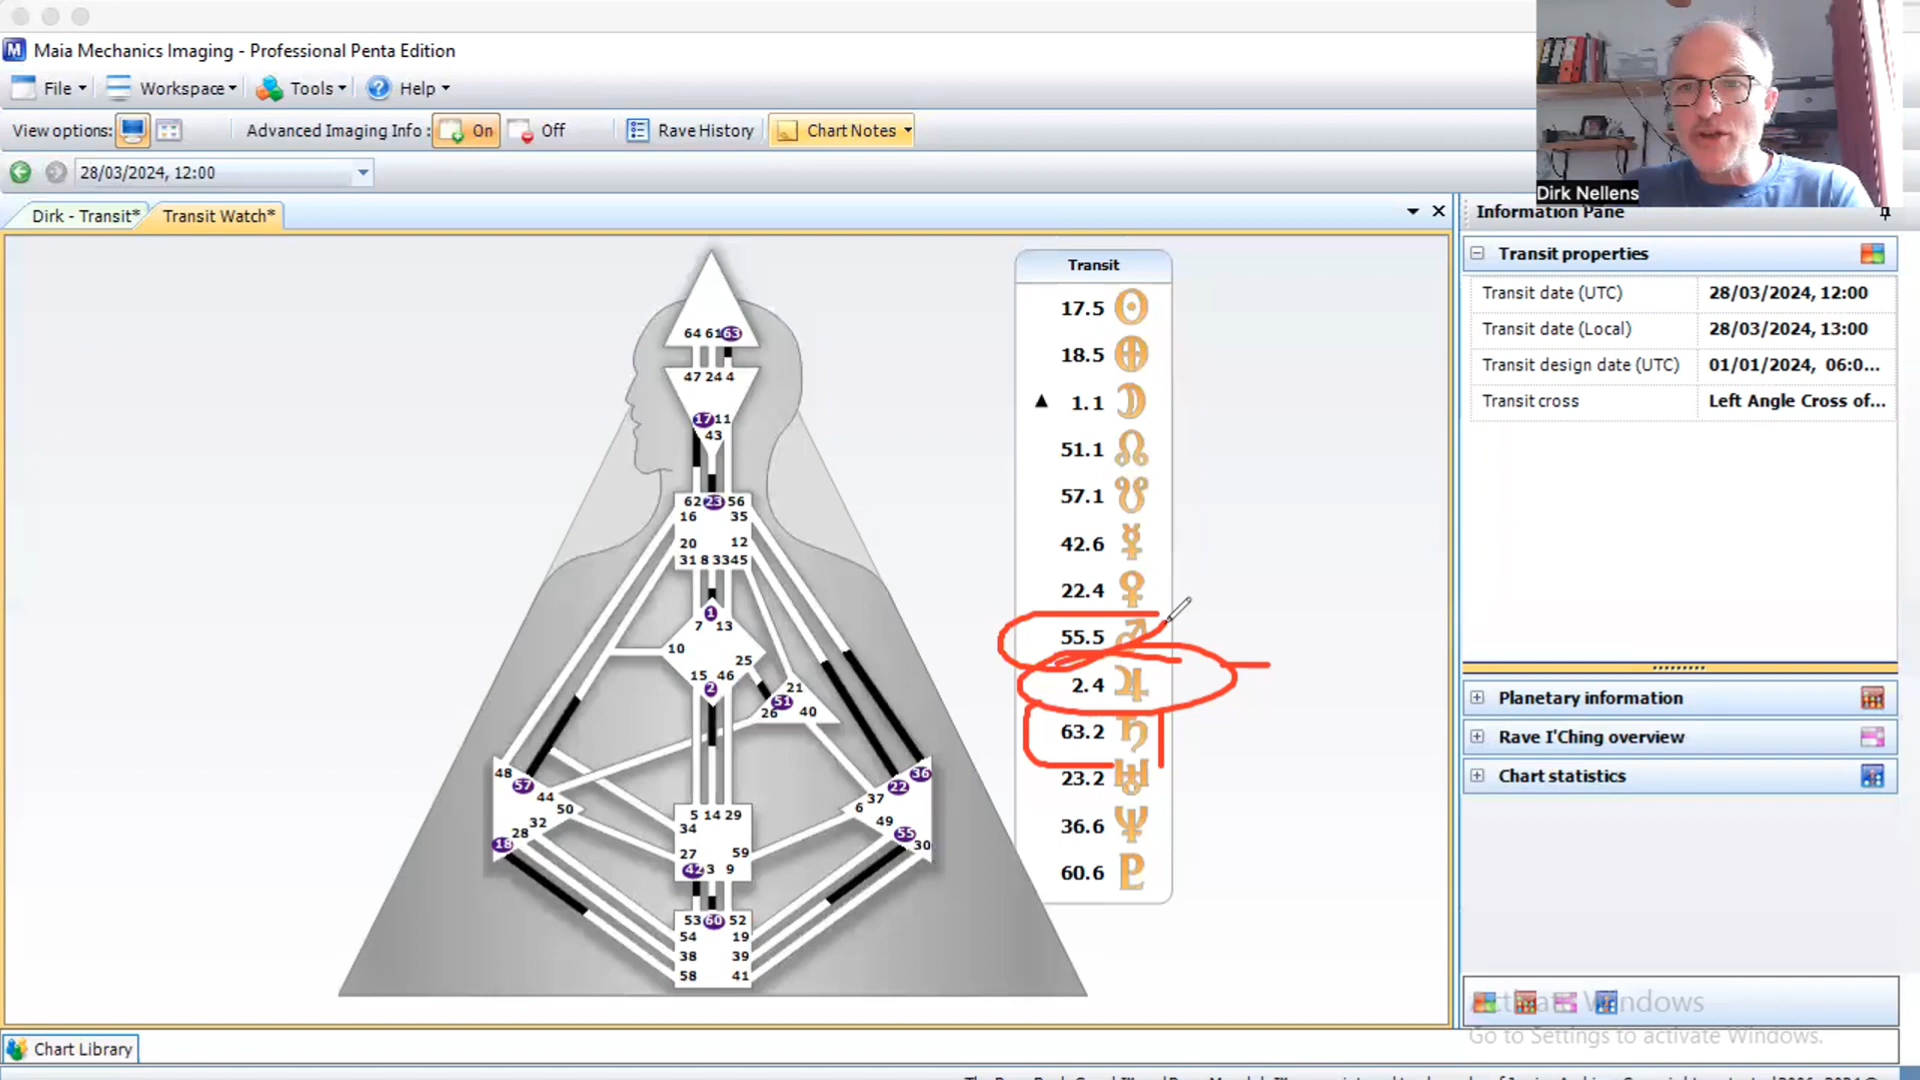 Maia Mechanics Imaging - Professional Penta Edition
File Workspace Tools Help
View options: Advanced Imaging Info : On Off Rave History Chart Notes
28/03/2024, 12:00
Dirk Nellens
Dirk - Transit* Transit Watch*
Information Pane
Transit properties
Transit date (UTC) 28/03/2024, 12:00
Transit date (Local) 28/03/2024, 13:00
Transit design date (UTC) 01/01/2024, 06:0...
Transit cross Left Angle Cross of...
Planetary information
Rave I'Ching overview
Chart statistics
Transit
17.5
18.5
1.1
51.1
57.1
42.6
22.4
55.5
2.4
63.2
23.2
36.6
60.6
64 61 63
47 24 4
17 11
43
62 23 56
16 35
20 12
31 8 33 45
1
7 13
10
25
15 46
2
21
51
26 40
48
57
44
50
32
28
18
36
22
37
6
49
55
30
5 14 29
34
27 59
42 3 9
53 60 52
54 19
38 39
58 41
Activate Windows
Go to Settings to activate Windows.
Chart Library